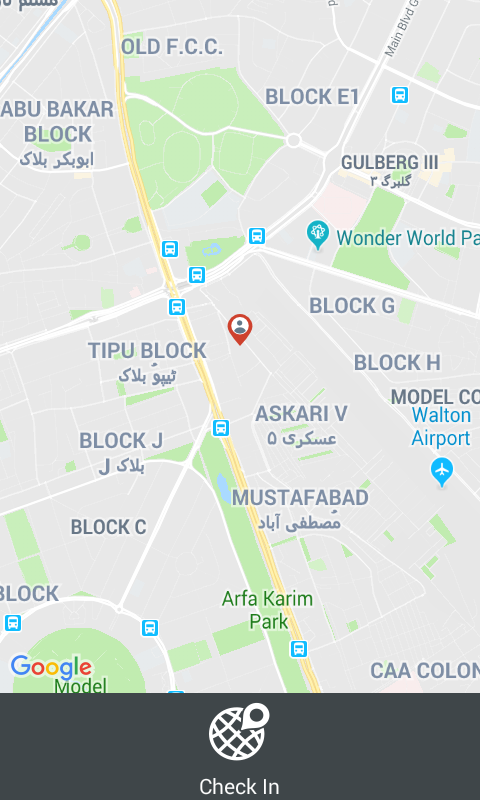 OLD F.C.C.
Main Blvd G
BLOCK E1
ABU BAKAR
BLOCK
ابوبکر بلاک
GULBERG III
گلبرگ ۳
Wonder World Pa
BLOCK G
TIPU BLOCK
ٹیپو بلاک
BLOCK H
MODEL CO
Walton
Airport
ASKARI V
عسکری ۵
BLOCK J
بلاک ل
MUSTAFABAD
مصطفی آباد
BLOCK C
BLOCK
Arfa Karim
Park
Google
Model
CAA COLON
Check In